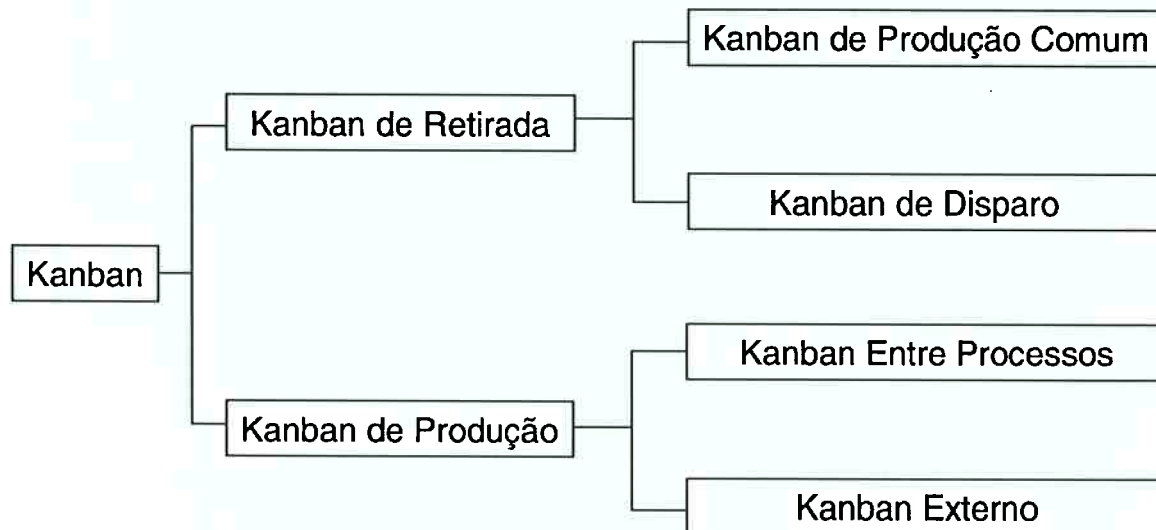 Kanban de Produção Comum
Kanban de Retirada
Kanban de Disparo
Kanban
Kanban Entre Processos
Kanban de Produção
Kanban Externo